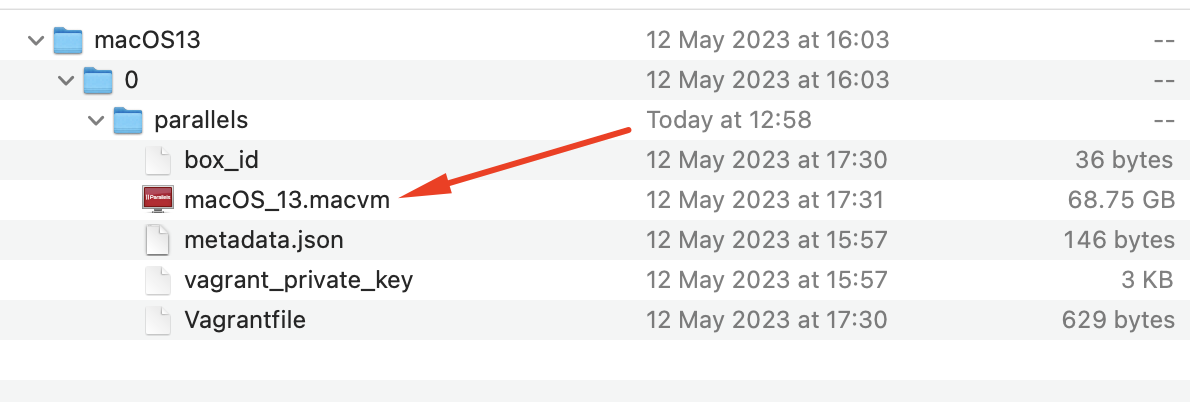 macOS13 12 May 2023 at 16:03 --
0 12 May 2023 at 16:03 --
parallels Today at 12:58 --
box_id 12 May 2023 at 17:30 36 bytes
Parallels
macOS_13.macvm 12 May 2023 at 17:31 68.75 GB
metadata.json 12 May 2023 at 15:57 146 bytes
vagrant_private_key 12 May 2023 at 15:57 3 KB
Vagrantfile 12 May 2023 at 17:30 629 bytes